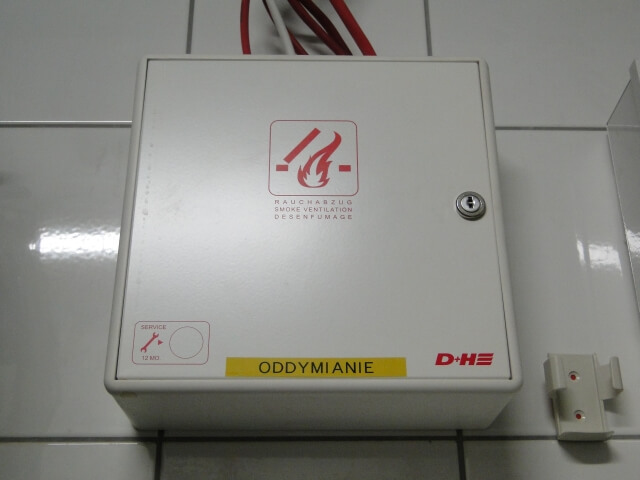 RAUCHABZUG
SMOKE-VENTILATION
DESENFUMAGE
SERVICE
12 MO
ODDYMIANIE
D+H